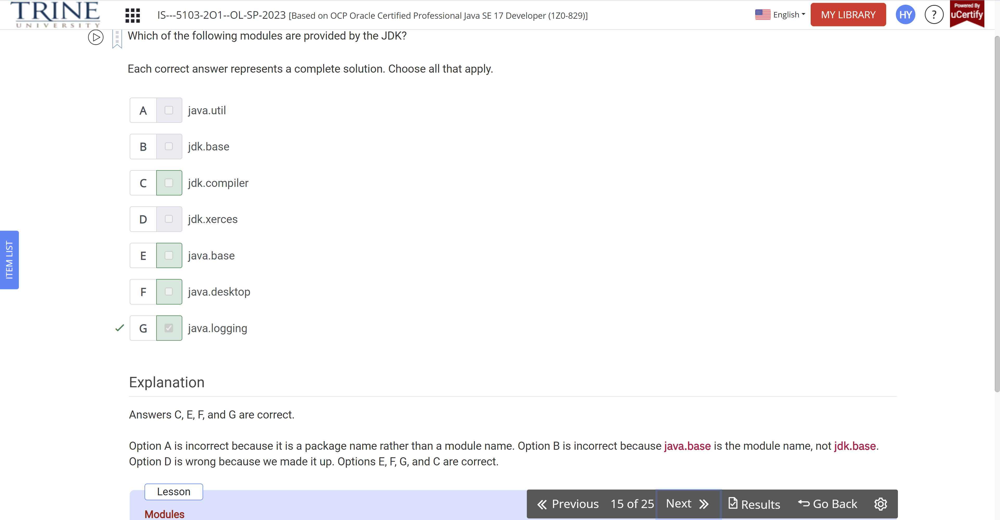 TRINE
UNIVERSITY
IS---5103-2O1--OL-SP-2023 [Based on OCP Oracle Certified Professional Java SE 17 Developer (1Z0-829)]
English
MY LIBRARY
HY
?
Powered By
uCertify
Which of the following modules are provided by the JDK?
Each correct answer represents a complete solution. Choose all that apply.
A java.util
B jdk.base
C jdk.compiler
D jdk.xerces
E java.base
F java.desktop
G java.logging
ITEM LIST
Explanation
Answers C, E, F, and G are correct.
Option A is incorrect because it is a package name rather than a module name. Option B is incorrect because java.base is the module name, not jdk.base.
Option D is wrong because we made it up. Options E, F, G, and C are correct.
Lesson
Modules
Previous 15 of 25 Next Results Go Back